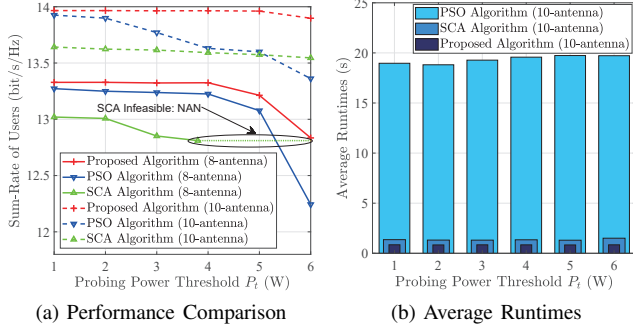 14
13.5
13
12.5
12
Sum-Rate of Users (bit/s/Hz)
SCA Infeasible: NAN
Proposed Algorithm (8-antenna)
PSO Algorithm (8-antenna)
SCA Algorithm (8-antenna)
Proposed Algorithm (10-antenna)
PSO Algorithm (10-antenna)
SCA Algorithm (10-antenna)
1 2 3 4 5 6
Probing Power Threshold P_t (W)
(a) Performance Comparison
25
20
15
10
5
0
Average Runtimes (s)
PSO Algorithm (10-antenna)
SCA Algorithm (10-antenna)
Proposed Algorithm (10-antenna)
1 2 3 4 5 6
Probing Power Threshold P_t (W)
(b) Average Runtimes